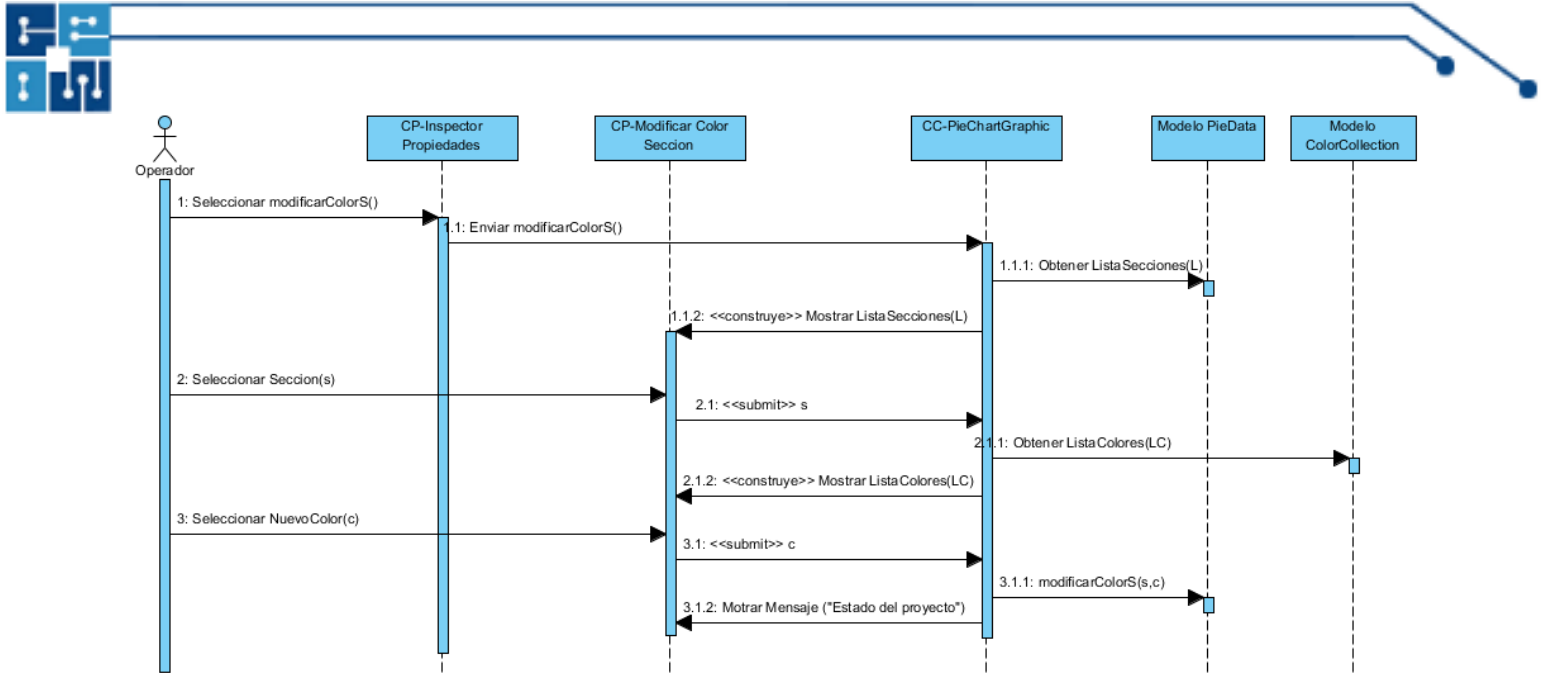 CP-Inspector
Propiedades
CP-Modificar Color
Seccion
CC-PieChartGraphic
Modelo PieData
Modelo
ColorCollection
Operador
1: Seleccionar modificarColorS()
1.1: Enviar modificarColorS()
1.1.1: Obtener ListaSecciones(L)
1.1.2: <<construye>> Mostrar ListaSecciones(L)
2: Seleccionar Seccion(s)
2.1: <<submit>> s
2.1.1: Obtener ListaColores(LC)
2.1.2: <<construye>> Mostrar ListaColores(LC)
3: Seleccionar NuevoColor(c)
3.1: <<submit>> c
3.1.1: modificarColorS(s,c)
3.1.2: Motrar Mensaje ("Estado del proyecto")